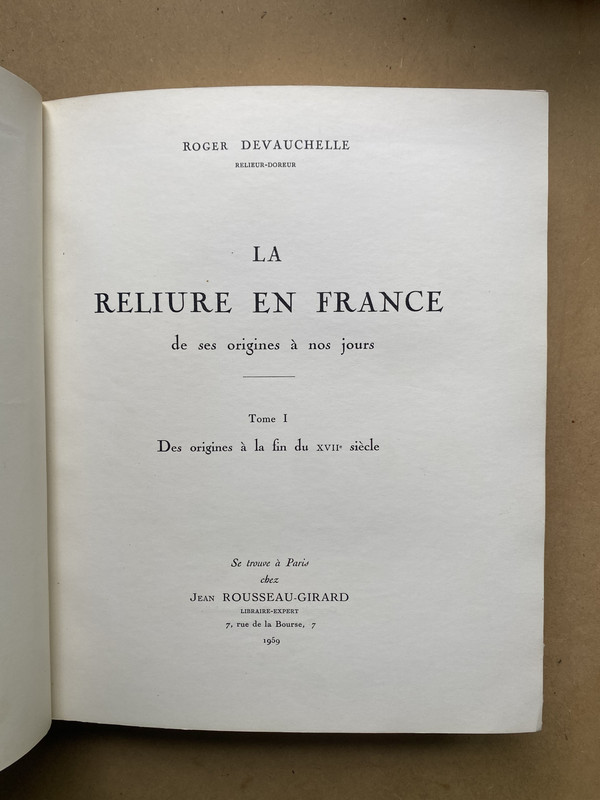 ROGER DEVAUCHELLE
RELIEUR-DOREUR
LA
RELIURE EN FRANCE
de ses origines à nos jours
Tome I
Des origines à la fin du XVIIe siècle
Se trouve à Paris
chez
JEAN ROUSSEAU-GIRARD
LIBRAIRE-EXPERT
7, rue de la Bourse, 7
1959